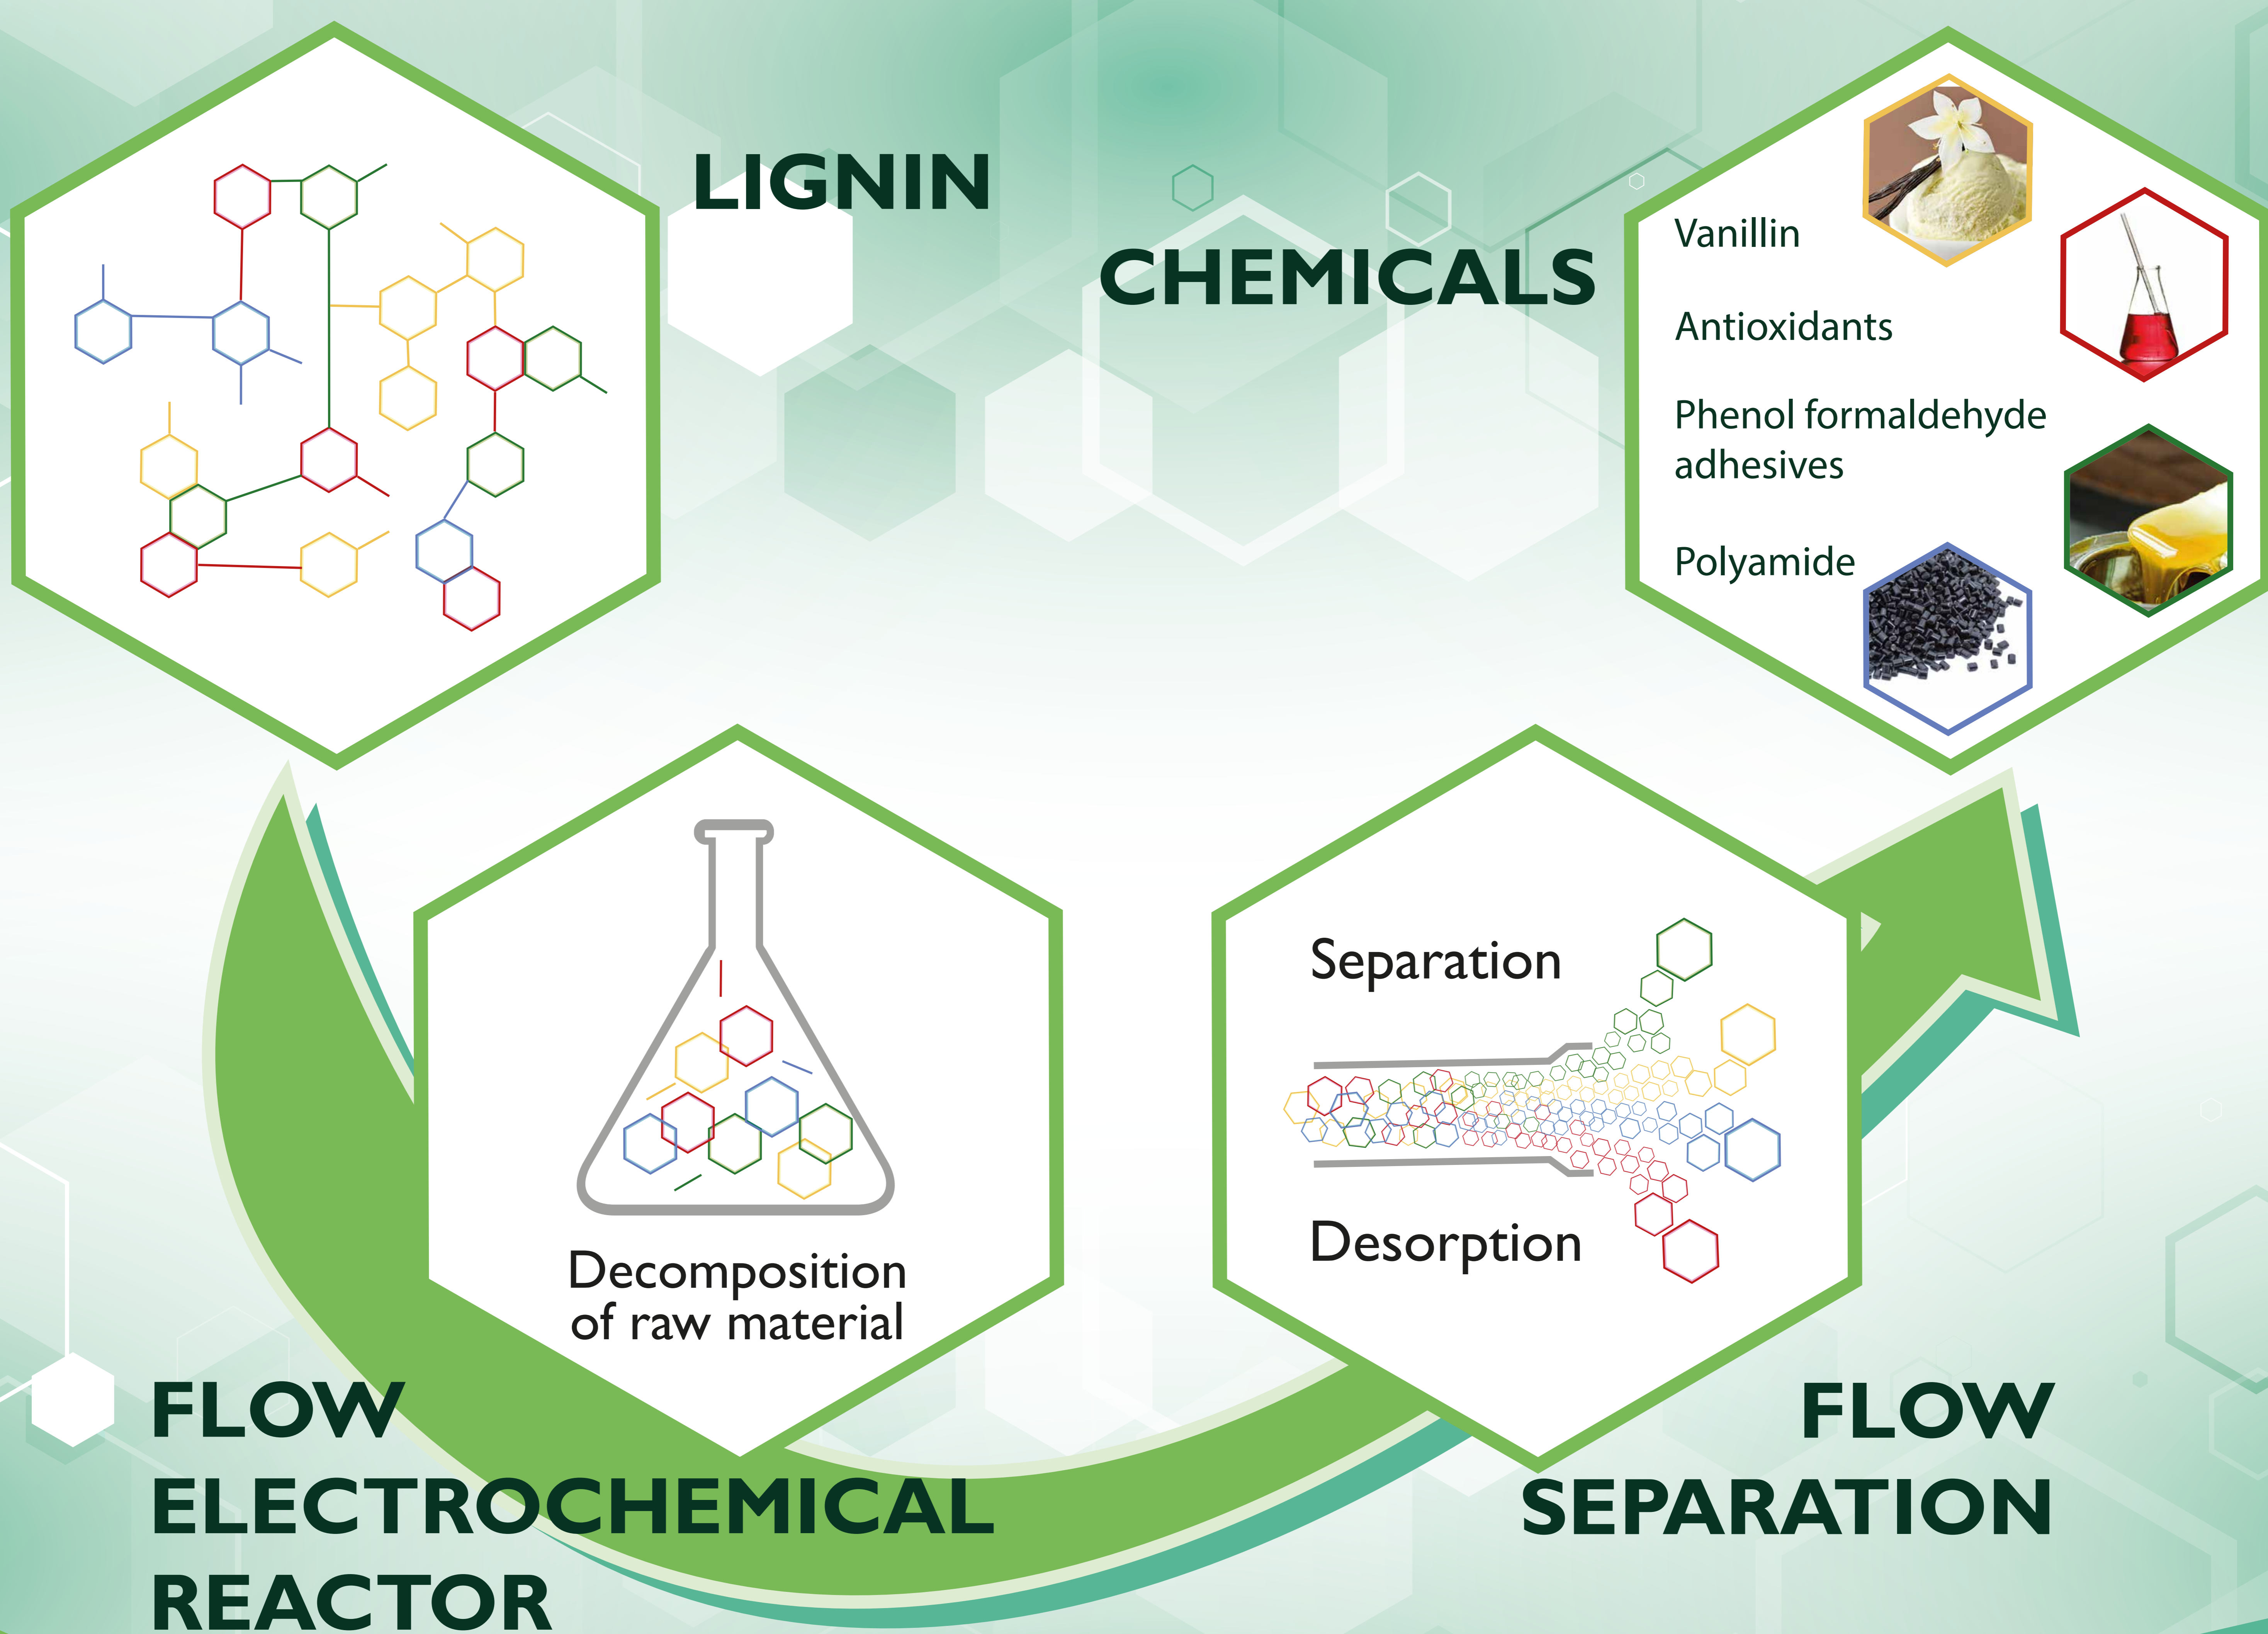 LIGNIN
CHEMICALS
Vanillin
Antioxidants
Phenol formaldehyde
adhesives
Polyamide
Decomposition
of raw material
Separation
Desorption
FLOW
ELECTROCHEMICAL
REACTOR
FLOW
SEPARATION